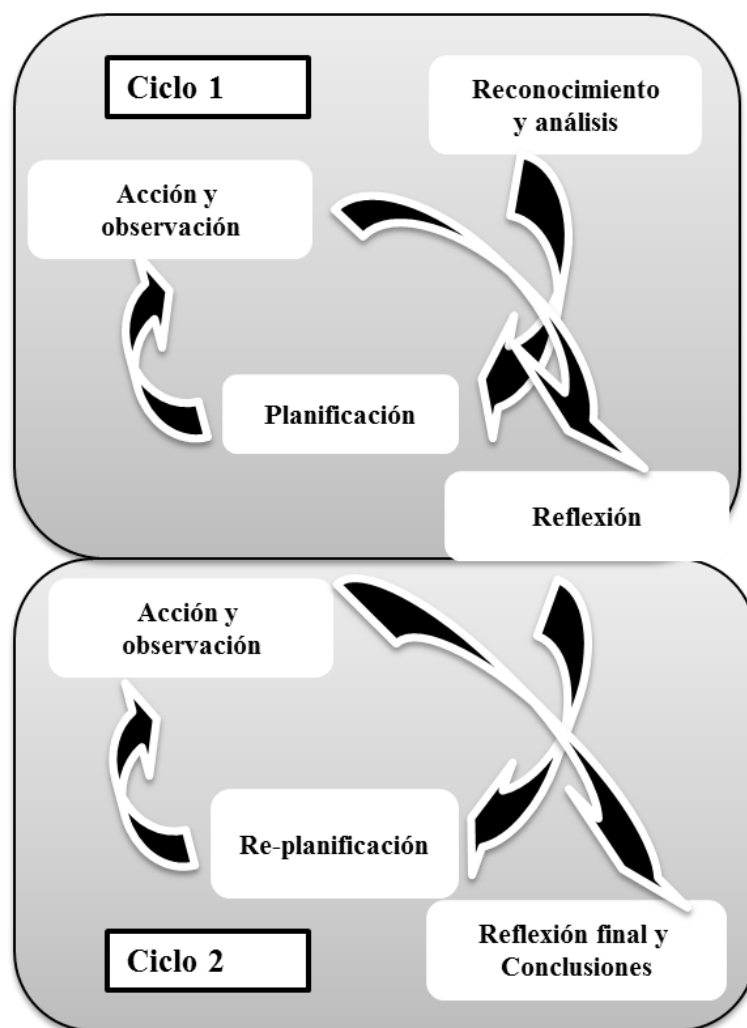 Ciclo 1
Reconocimiento
y análisis
Acción y
observación
Planificación
Reflexión
Acción y
observación
Re-planificación
Reflexión final y
Conclusiones
Ciclo 2